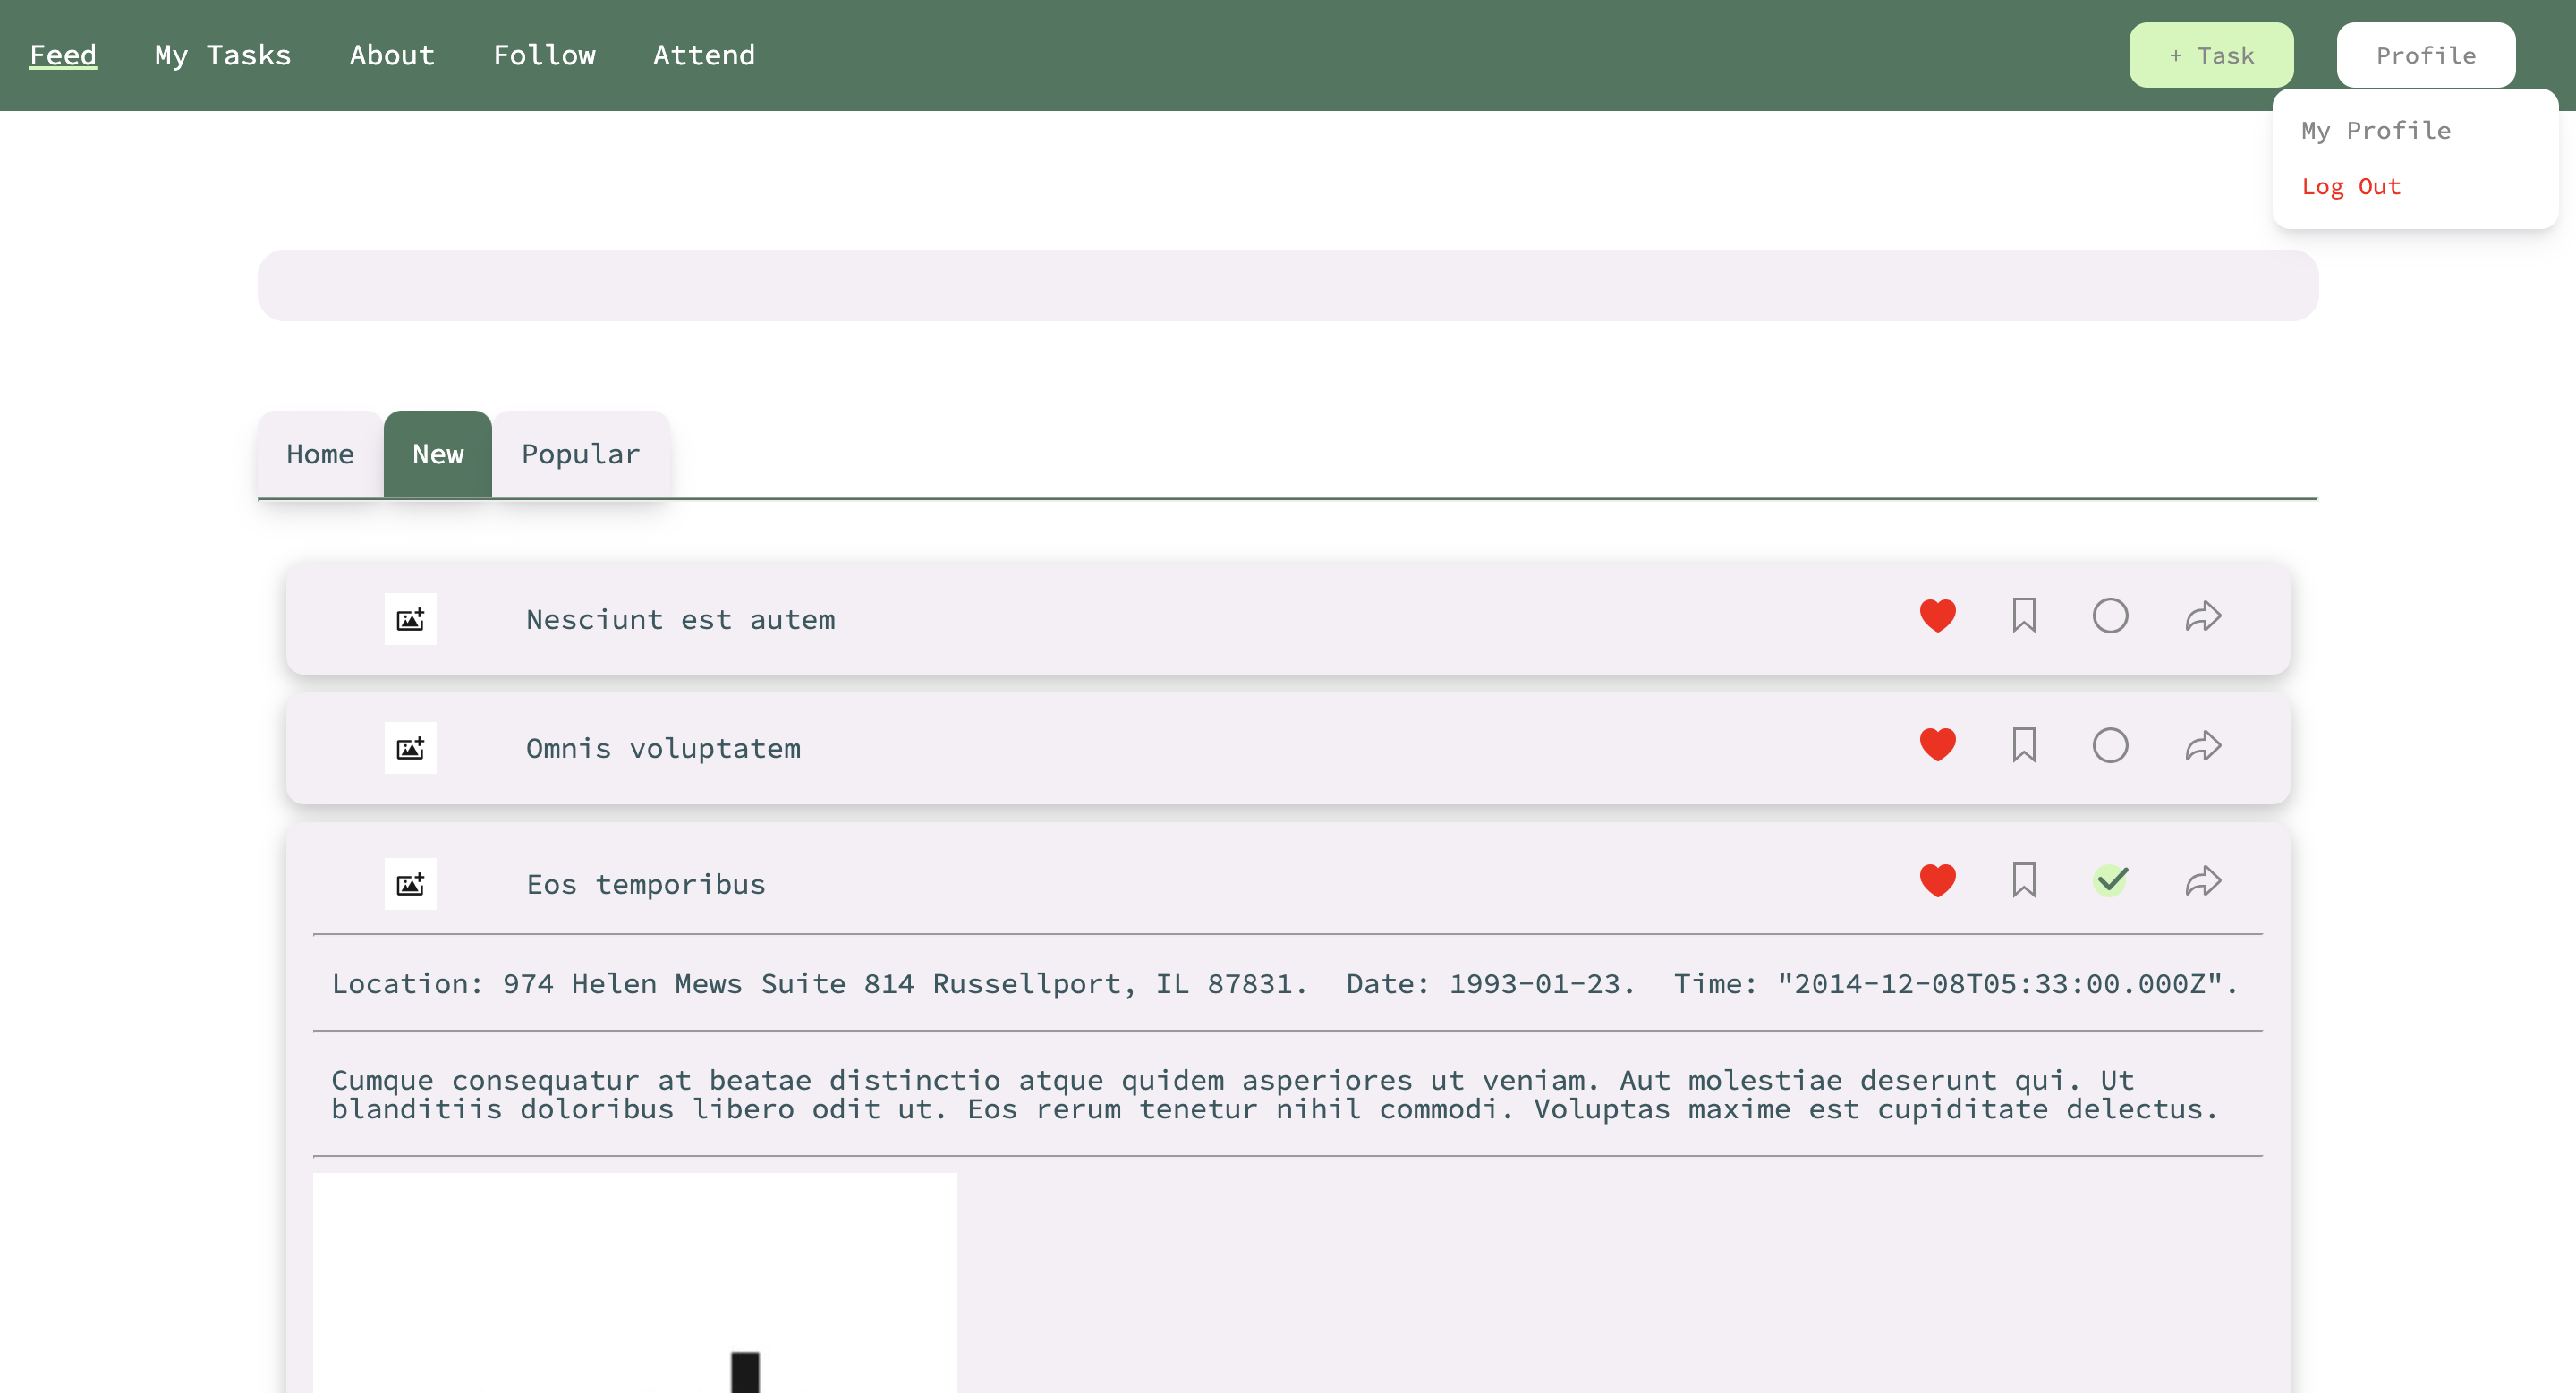 Feed My Tasks About Follow Attend + Task Profile
My Profile
Log Out
Home New Popular
Nesciunt est autem
Omnis voluptatem
Eos temporibus
Location: 974 Helen Mews Suite 814 Russellport, IL 87831. Date: 1993-01-23. Time: "2014-12-08T05:33:00.000Z".
Cumque consequatur at beatae distinctio atque quidem asperiores ut veniam. Aut molestiae deserunt qui. Ut
blanditiis doloribus libero odit ut. Eos rerum tenetur nihil commodi. Voluptas maxime est cupiditate delectus.